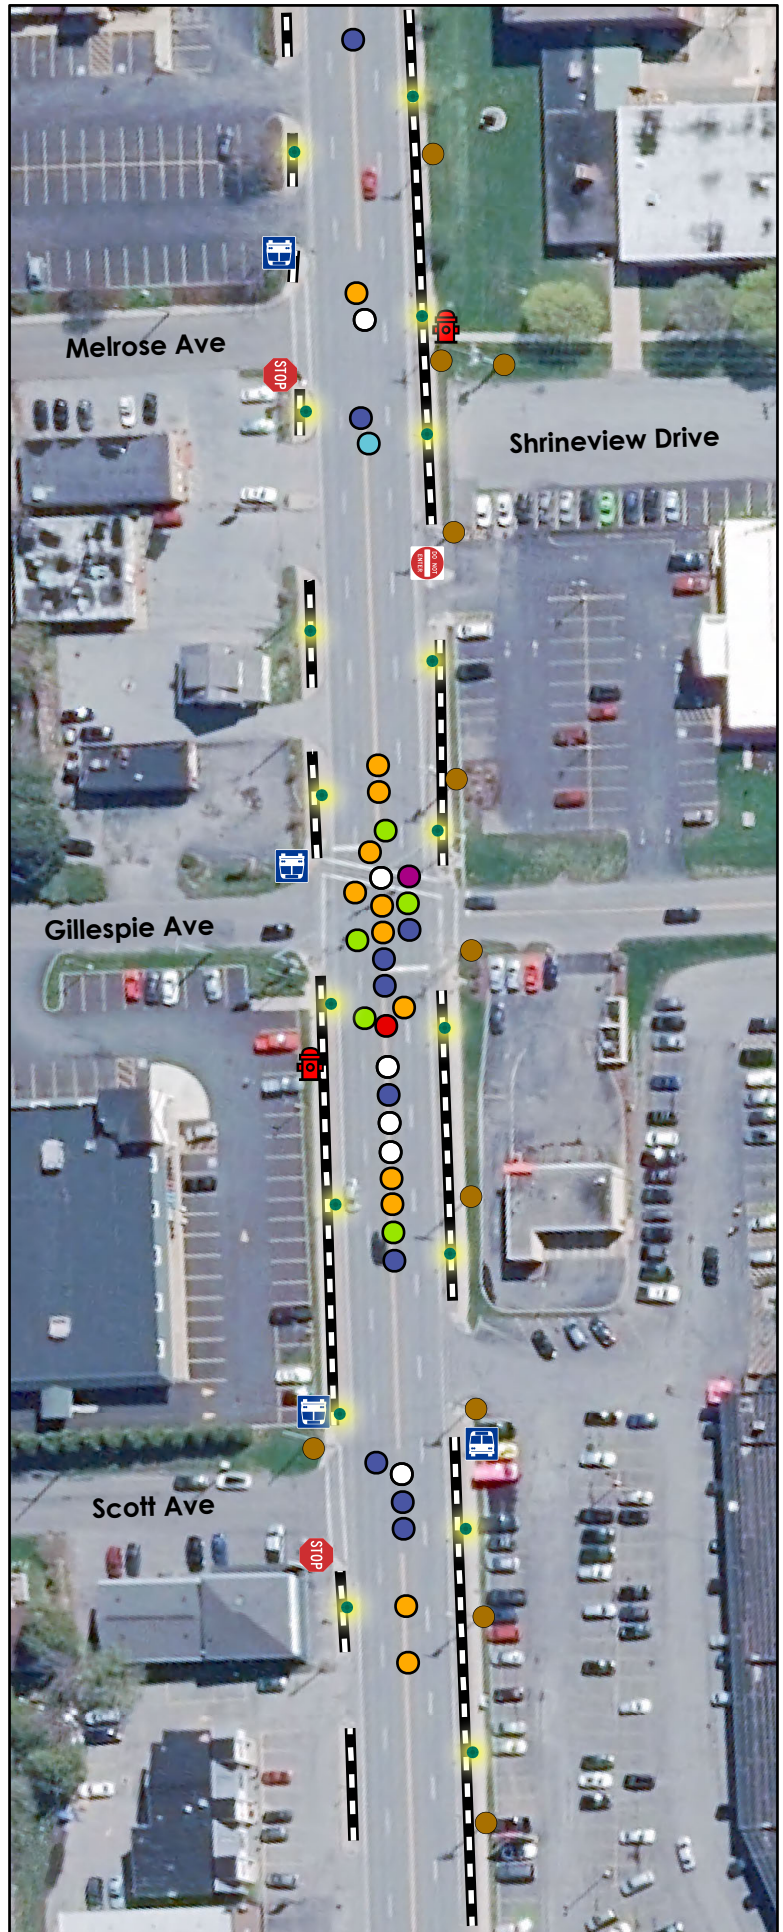 Melrose Ave
STOP
Shrineview Drive
DO NOT
ENTER
Gillespie Ave
Scott Ave
STOP